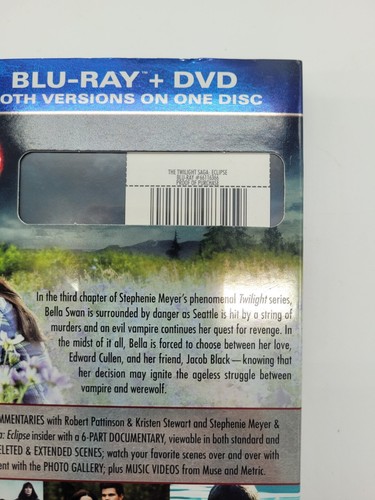 BLU-RAY™ + DVD
OTH VERSIONS ON ONE DISC
THE TWILIGHT SAGA: ECLIPSE
PROOF OF PURCHASE
In the third chapter of Stephenie Meyer's phenomenal Twilight series,
Bella Swan is surrounded by danger as Seattle is hit by a string of
murders and an evil vampire continues her quest for revenge. In
the midst of it all, Bella is forced to choose between her love,
Edward Cullen, and her friend, Jacob Black—knowing that
her decision may ignite the ageless struggle between
vampire and werewolf.
MMENTARIES with Robert Pattinson & Kristen Stewart and Stephenie Meyer &
a: Eclipse insider with a 6-PART DOCUMENTARY, viewable in both standard and
ELETED & EXTENDED SCENES; watch your favorite scenes over and over with
ent with the PHOTO GALLERY; plus MUSIC VIDEOS from Muse and Metric.